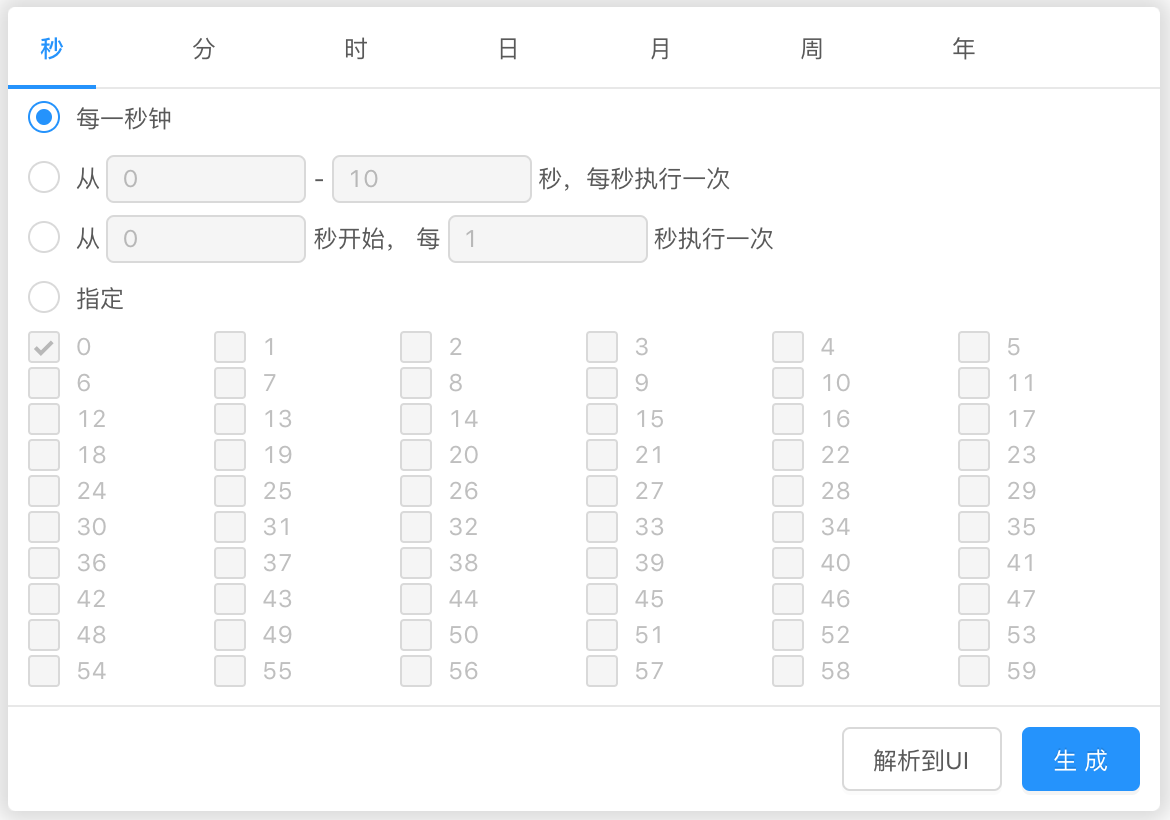 秒 分 时 日 月 周 年
每一秒钟
从 0 - 10 秒，每秒执行一次
从 0 秒开始， 每 1 秒执行一次
指定
0 1 2 3 4 5
6 7 8 9 10 11
12 13 14 15 16 17
18 19 20 21 22 23
24 25 26 27 28 29
30 31 32 33 34 35
36 37 38 39 40 41
42 43 44 45 46 47
48 49 50 51 52 53
54 55 56 57 58 59
解析到UI 生 成